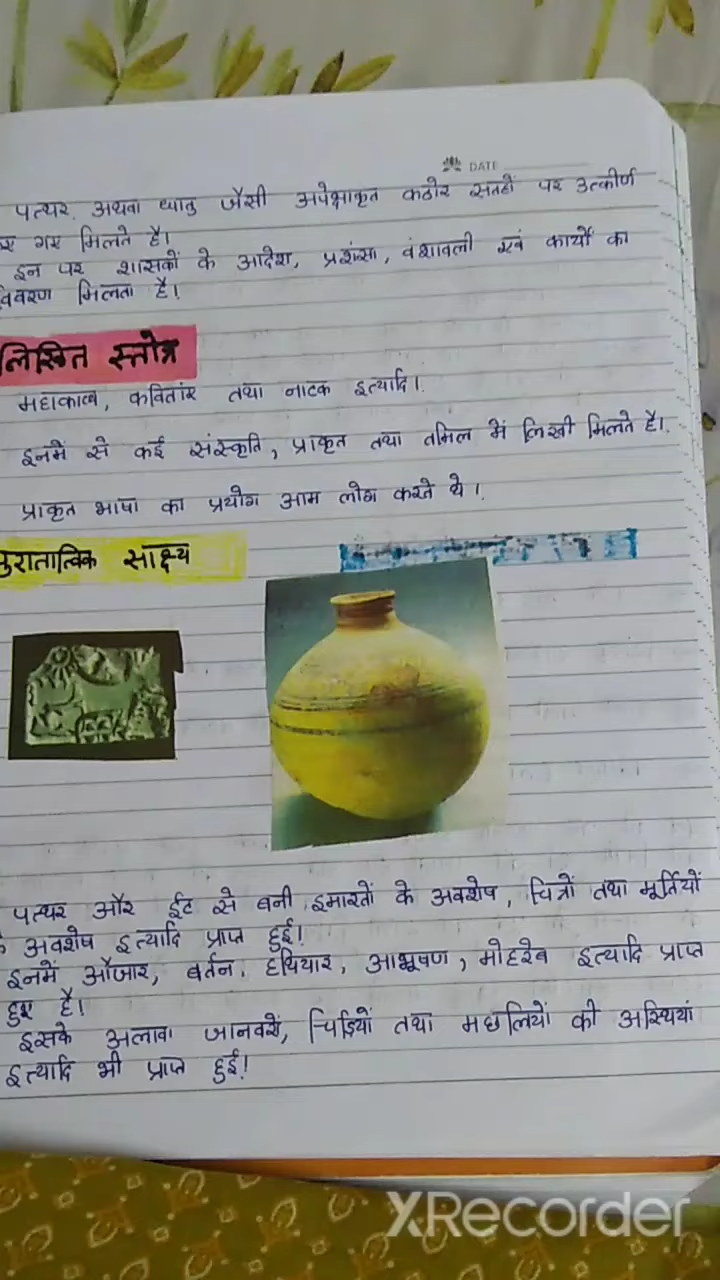 DATE
पत्थर अथवा धातु जैसी अपेक्षाकृत कठोर सतहों पर उत्कीर्ण
गए मिलते है।
इन पर शासकों के आदेश, प्रशंसा, वंशावली एवं कार्यों का
विवरण मिलता है।
लिखित स्तोत्र
महाकाव्य, कविताएं तथा नाटक इत्यादि।
इनमें से कई संस्कृति, प्राकृत तथा तमिल में लिखी मिलते है।
प्राकृत भाषा का प्रयोग आम लोग करते थे।
पुरातात्विक साक्ष्य
पत्थर और ईट से बनी इमारतों के अवशेष, चित्रों तथा मूर्तियों
के अवशेष इत्यादि प्राप्त हुई!
इनमें औजार, बर्तन, हथियार, आभूषण, मोहरेब इत्यादि प्राप्त
हुए है।
इसके अलावा जानवरों, चिड़ियों तथा मछलियों की अस्थियां
इत्यादि भी प्राप्त हुई!
XRecorder